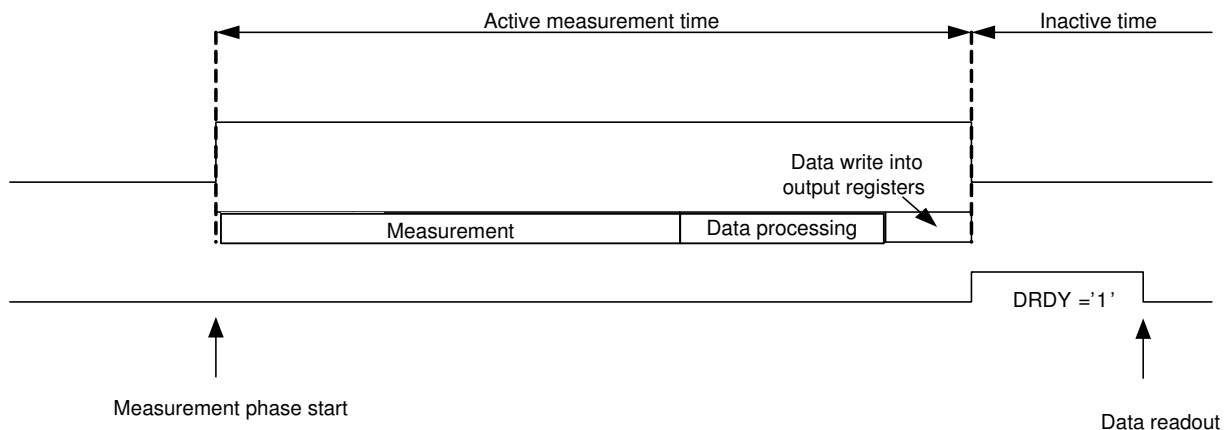 Active measurement time
Inactive time
Data write into
output registers
Measurement
Data processing
DRDY ='1'
Measurement phase start
Data readout